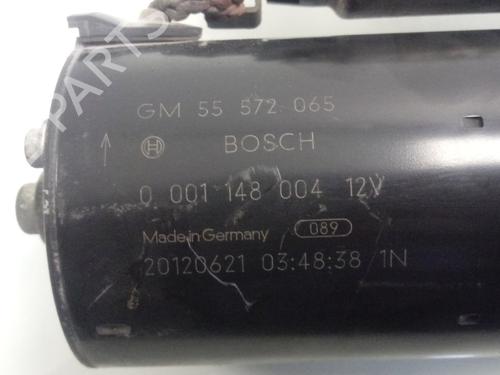 GM 55 572 065
BOSCH
0 001 148 004 12V
Made in Germany 089
20120621 03:48:38 1N